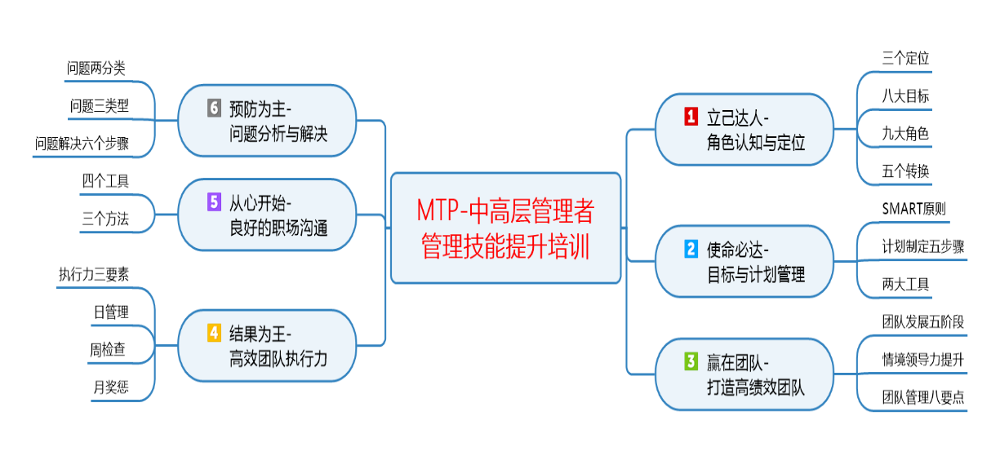 MTP-中高层管理者
管理技能提升培训
1 立己达人-
角色认知与定位
三个定位
八大目标
九大角色
五个转换
2 使命必达-
目标与计划管理
SMART原则
计划制定五步骤
两大工具
3 赢在团队-
打造高绩效团队
团队发展五阶段
情境领导力提升
团队管理八要点
4 结果为王-
高效团队执行力
执行力三要素
日管理
周检查
月奖惩
5 从心开始-
良好的职场沟通
四个工具
三个方法
6 预防为主-
问题分析与解决
问题两分类
问题三类型
问题解决六个步骤